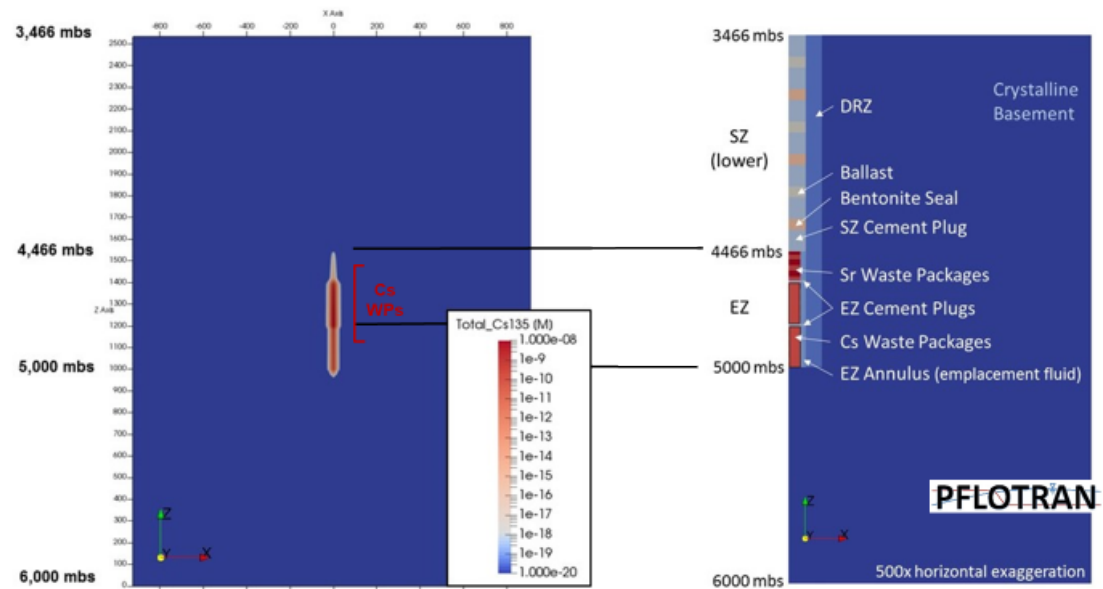 X Axis
-800 -600 -400 -200 0 200 400 600 800
3,466 mbs
2500
2400
2300
2200
2100
2000
1900
1800
1700
1600
1500
1400
1300
1200
1100
1000
900
800
700
600
500
400
300
200
100
0
Z Axis
4,466 mbs
5,000 mbs
6,000 mbs
Cs
WPs
Total_Cs135 (M)
1.000e-08
1e-9
1e-10
1e-11
1e-12
1e-13
1e-14
1e-15
1e-16
1e-17
1e-18
1e-19
1.000e-20
Z
Y
X
3466 mbs
SZ
(lower)
4466 mbs
EZ
5000 mbs
6000 mbs
Crystalline
Basement
DRZ
Ballast
Bentonite Seal
SZ Cement Plug
Sr Waste Packages
EZ Cement Plugs
Cs Waste Packages
EZ Annulus (emplacement fluid)
PFLOTRAN
Z
Y
X
500x horizontal exaggeration